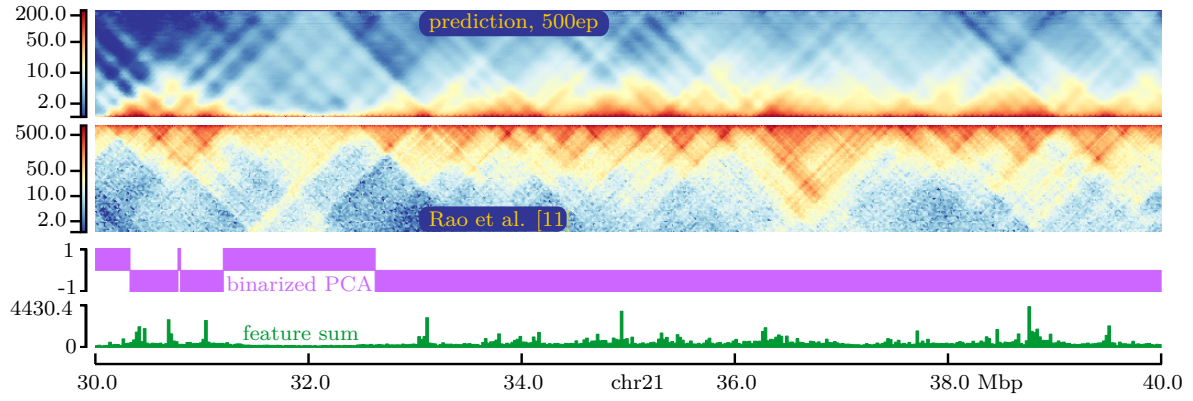 200.0
prediction, 500ep
50.0
10.0
2.0
500.0
50.0
10.0
2.0
Rao et al. [11]
1
-1
binarized PCA
4430.4
feature sum
0
30.0 32.0 34.0 chr21 36.0 38.0 Mbp 40.0